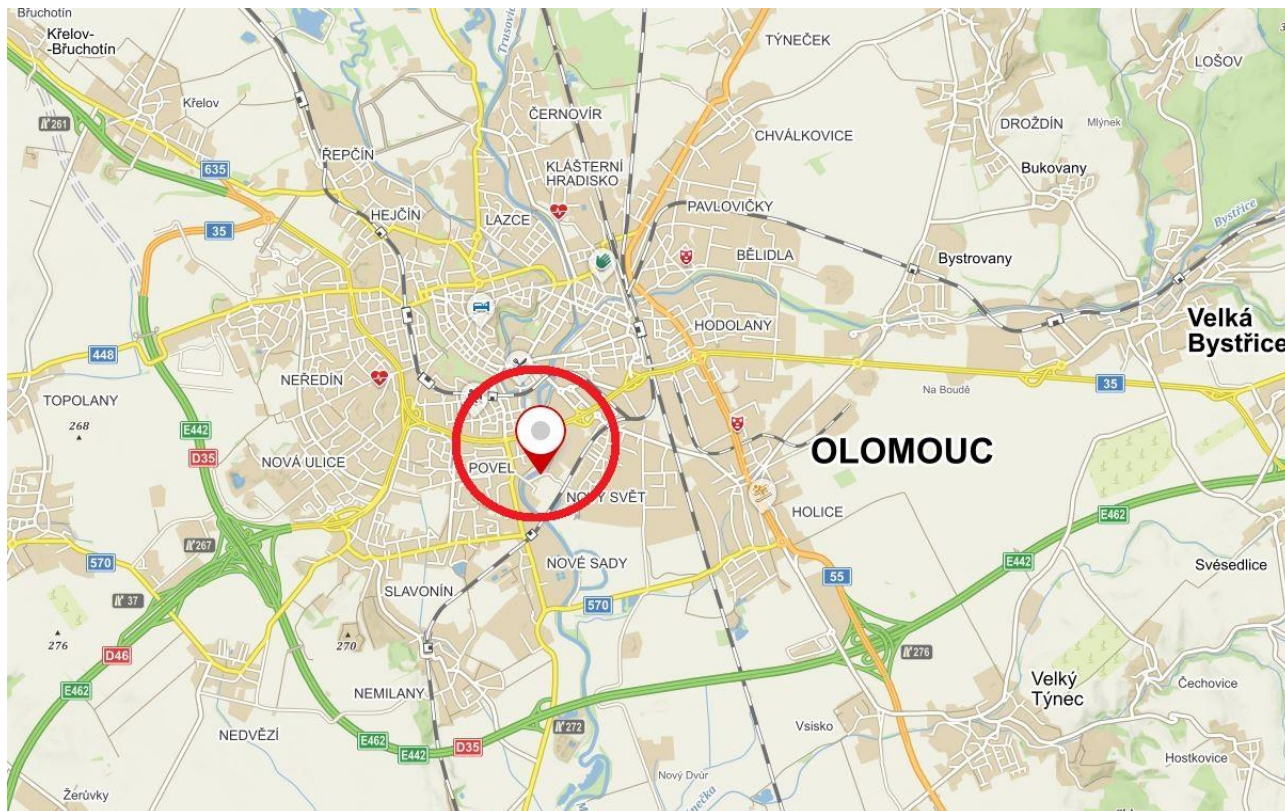 Břuchotín
Křelov-
-Břuchotín
Křelov
261
635
35
ŘEPČÍN
HEJČÍN
LAZCE
Trusovic
ČERNOVÍR
KLÁŠTERNÍ
HRADISKO
TÝNEČEK
CHVÁLKOVICE
PAVLOVIČKY
BĚLIDLA
LOŠOV
Mlýnek
DROŽDÍN
Bukovany
Bystřice
Bystrovany
HODOLANY
Velká
Bystřice
448
TOPOLANY
268
NEŘEDÍN
E442
D35
NOVÁ ULICE
POVEL
NOVÝ SVĚT
Na Boudě
35
OLOMOUC
HOLICE
E462
E442
Svésedlice
570
267
37
276
D46
E462
SLAVONÍN
270
NOVÉ SADY
570
55
276
NEMILANY
NEDVĚZÍ
E462
E442
D35
272
Velký
Týnec
Čechovice
Vsisko
Hostkovice
Nový Dvůr
Žerůvky